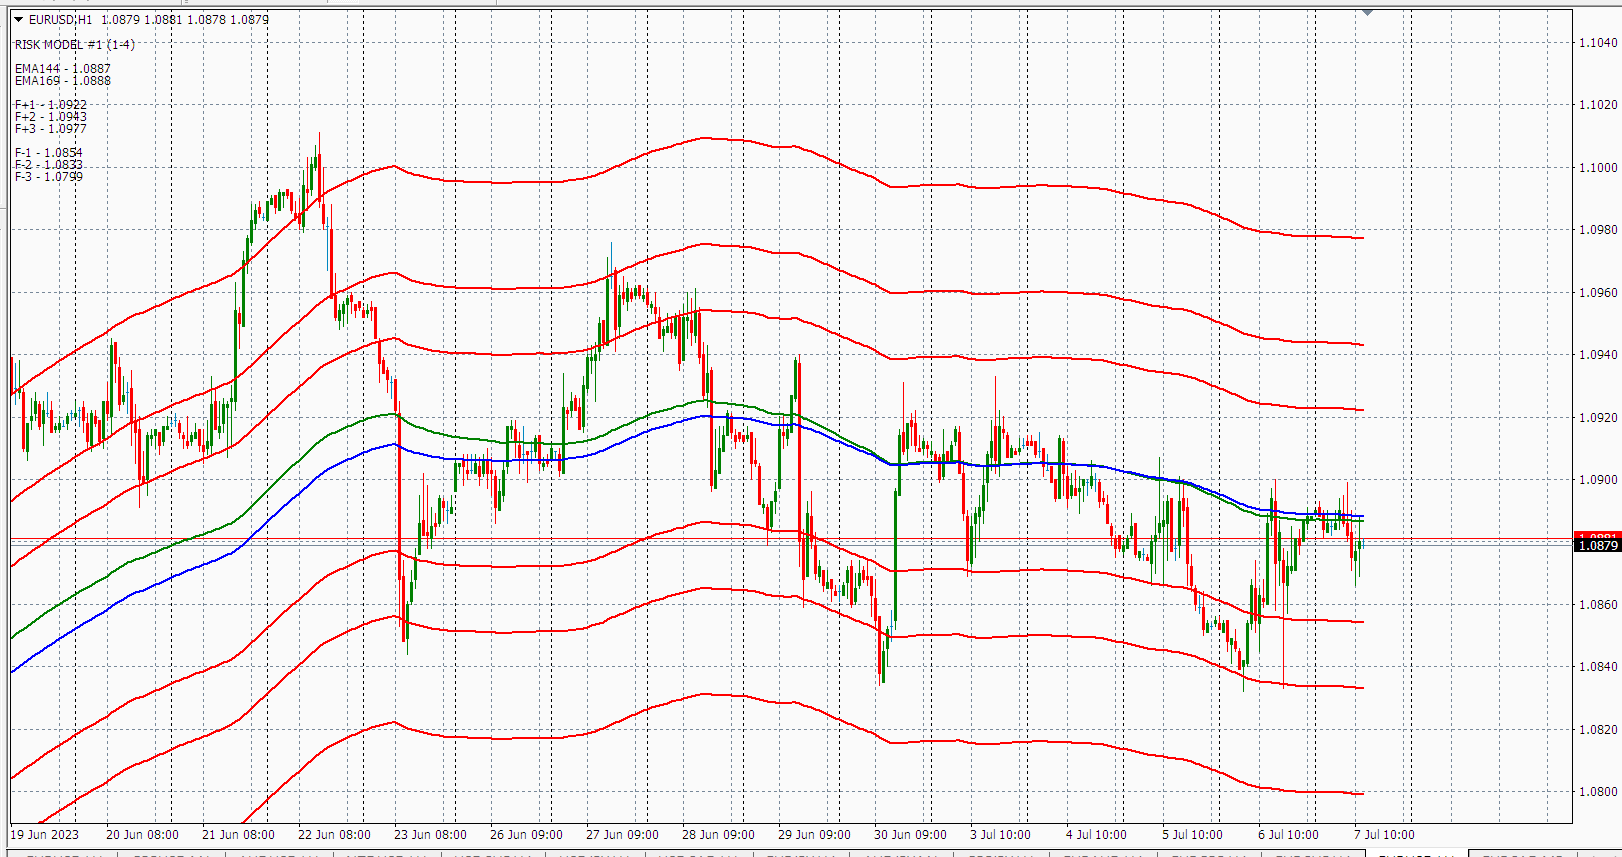 EURUSD,H1 1.0879 1.0881 1.0878 1.0879
RISK MODEL #1 (1-4)
EMA144 - 1.0887
EMA169 - 1.0888
F+1 - 1.0922
F+2 - 1.0943
F+3 - 1.0977
F-1 - 1.0854
F-2 - 1.0833
F-3 - 1.0799
1.1040
1.1020
1.1000
1.0980
1.0960
1.0940
1.0920
1.0900
1.0881
1.0879
1.0860
1.0840
1.0820
1.0800
19 Jun 2023 20 Jun 08:00 21 Jun 08:00 22 Jun 08:00 23 Jun 08:00 26 Jun 09:00 27 Jun 09:00 28 Jun 09:00 29 Jun 09:00 30 Jun 09:00 3 Jul 10:00 4 Jul 10:00 5 Jul 10:00 6 Jul 10:00 7 Jul 10:00